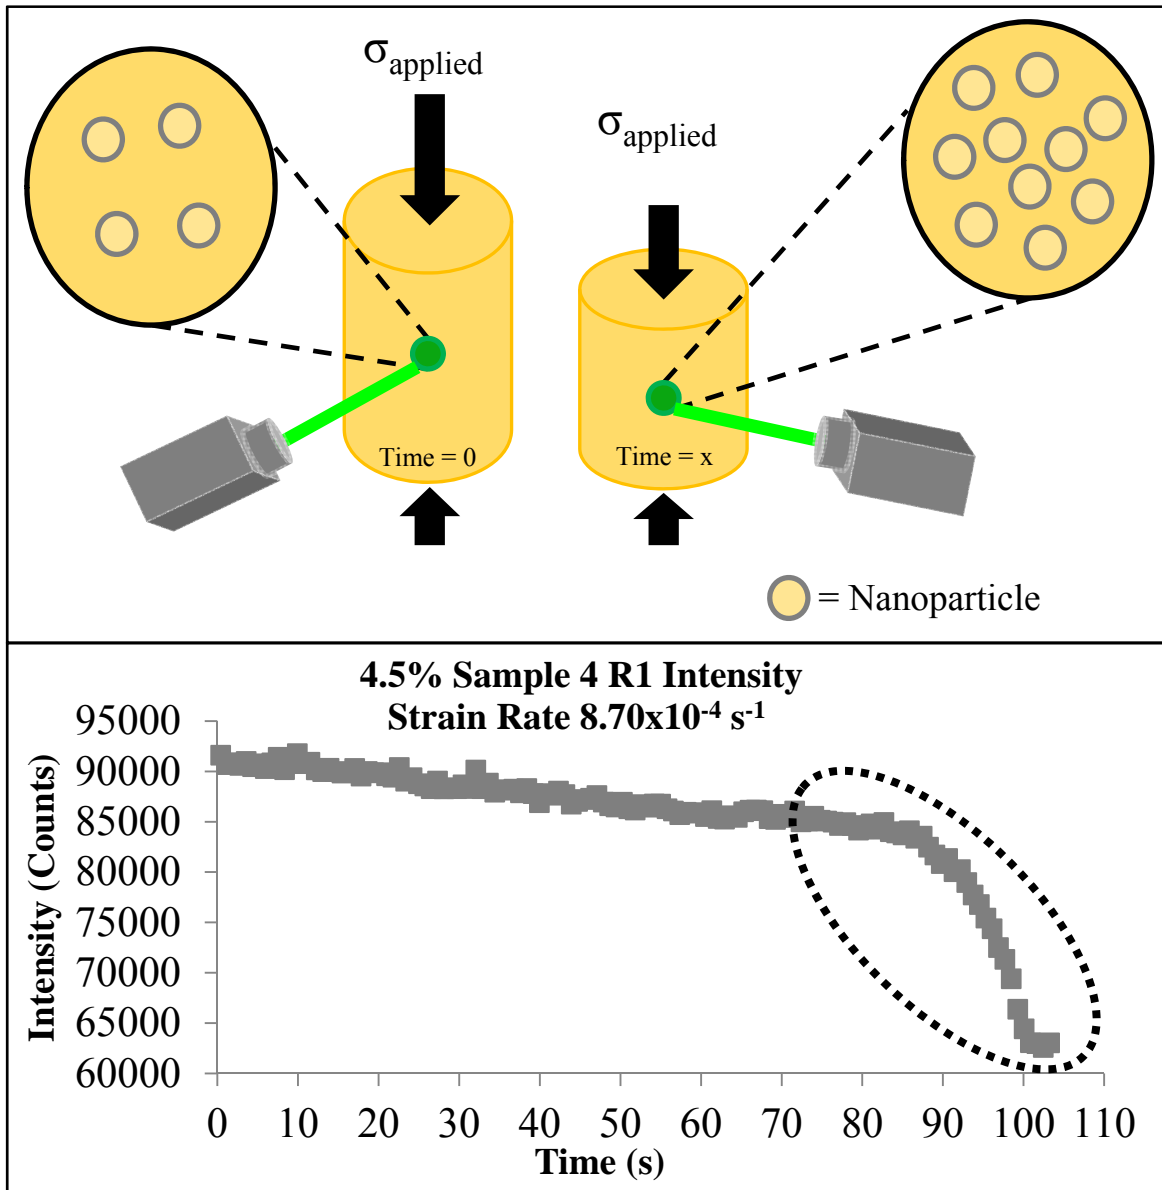 σapplied
σapplied
Time = 0
Time = x
= Nanoparticle
4.5% Sample 4 R1 Intensity
Strain Rate 8.70x10-4 s-1
Intensity (Counts)
95000
90000
85000
80000
75000
70000
65000
60000
0 10 20 30 40 50 60 70 80 90 100 110
Time (s)